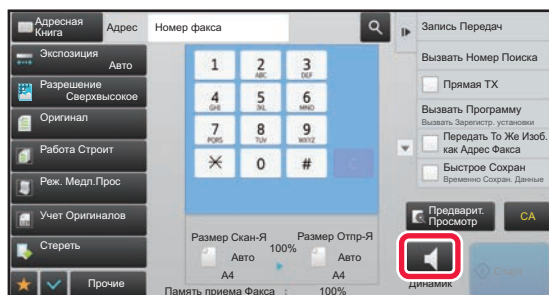 Адресная
Книга
Адрес
Номер факса
Экспозиция
Авто
Разрешение
Сверхвысокое
Оригинал
Работа Строит
Реж. Медл.Прос
Учет Оригиналов
Стереть
Прочие
1
2
ABC
3
DEF
4
GHI
5
JKL
6
MNO
7
PQRS
8
TUV
9
WXYZ
0
#
C
Размер Скан-Я
Авто
A4
100%
Размер Отпр-Я
Авто
A4
Память приема Факса : 100%
Запись Передач
Вызвать Номер Поиска
Прямая TX
Вызвать Программу
Вызвать Зарегистр. установки
Передать То Же Изоб.
как Адрес Факса
Быстрое Сохран
Временно Сохран. Данные
Предварит.
Просмотр
CA
Динамик
Старт